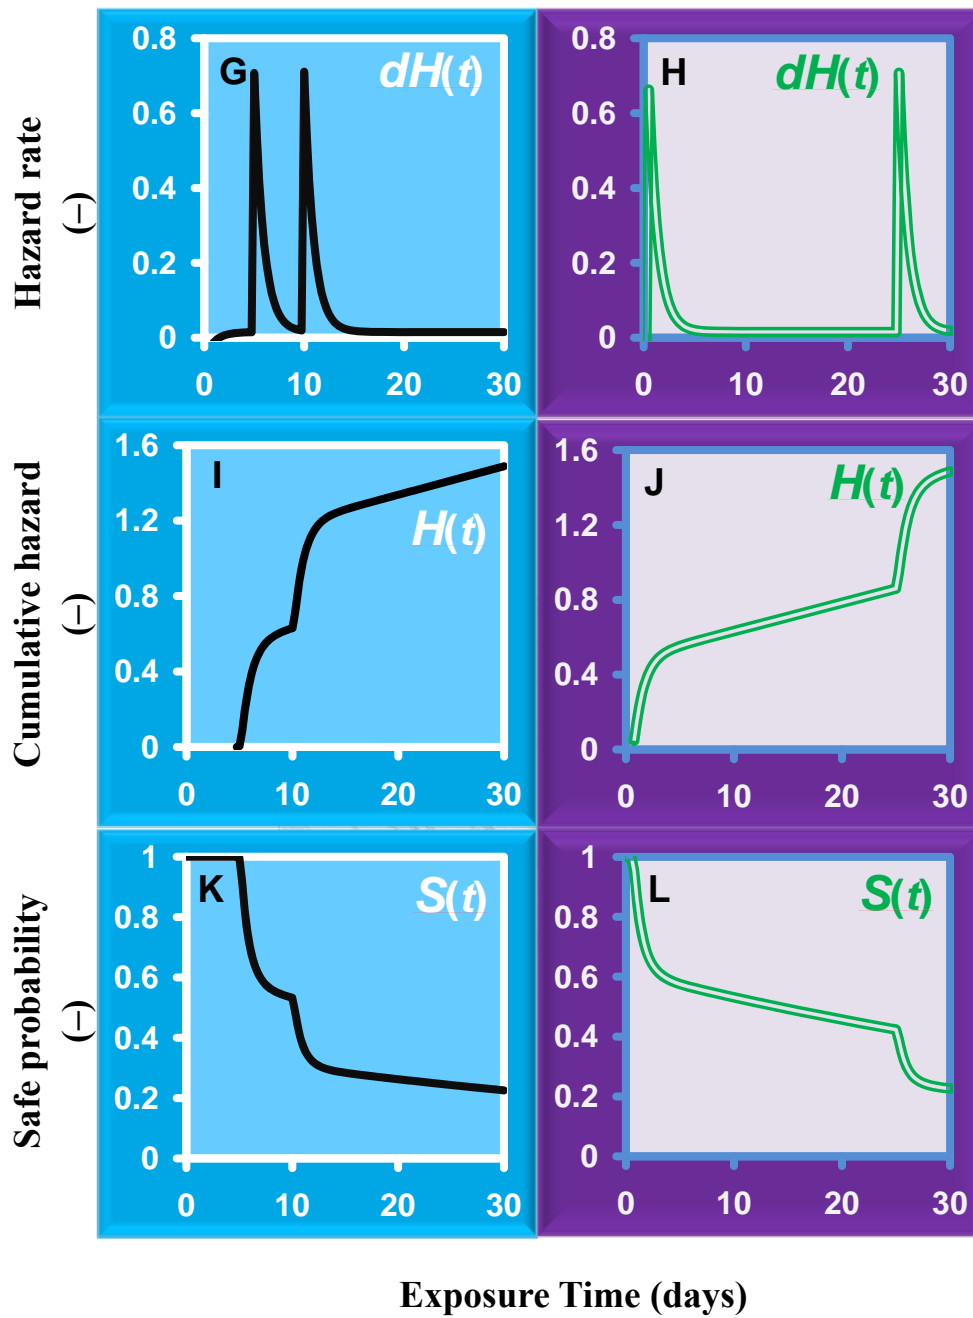 Hazard rate
(–)
0.8
0.6
0.4
0.2
0
G
dH(t)
0 10 20 30
0.8
0.6
0.4
0.2
0
H
dH(t)
0 10 20 30
Cumulative hazard
(–)
1.6
1.2
0.8
0.4
0
I
H(t)
0 10 20 30
1.6
1.2
0.8
0.4
0
J
H(t)
0 10 20 30
Safe probability
(–)
1
0.8
0.6
0.4
0.2
0
K
S(t)
0 10 20 30
1
0.8
0.6
0.4
0.2
0
L
S(t)
0 10 20 30
Exposure Time (days)